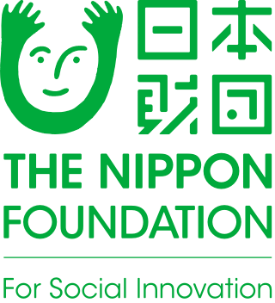 日本
財団
THE NIPPON
FOUNDATION
For Social Innovation